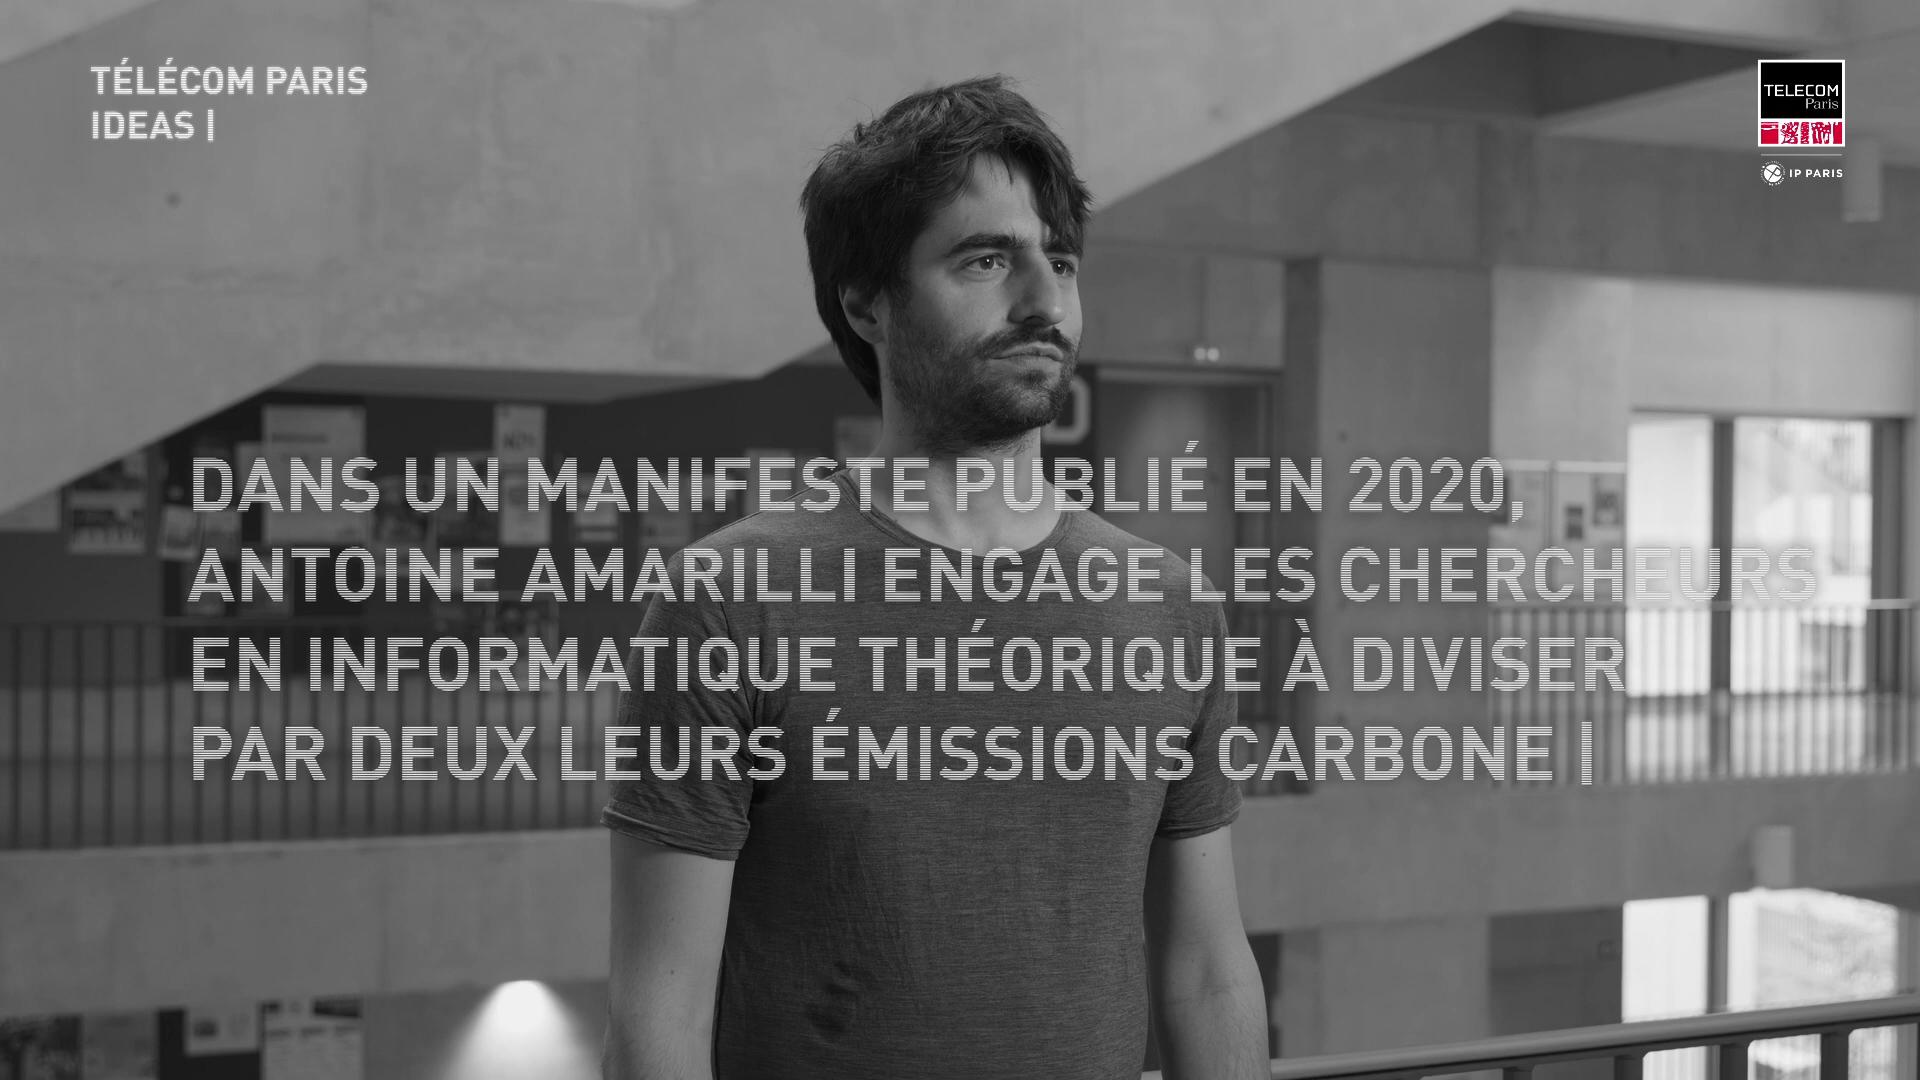 TÉLÉCOM PARIS
IDEAS |
TELECOM
Paris
IP PARIS
DANS UN MANIFESTE PUBLIÉ EN 2020,
ANTOINE AMARILLI ENGAGE LES CHERCHEURS
EN INFORMATIQUE THÉORIQUE À DIVISER
PAR DEUX LEURS ÉMISSIONS CARBONE |